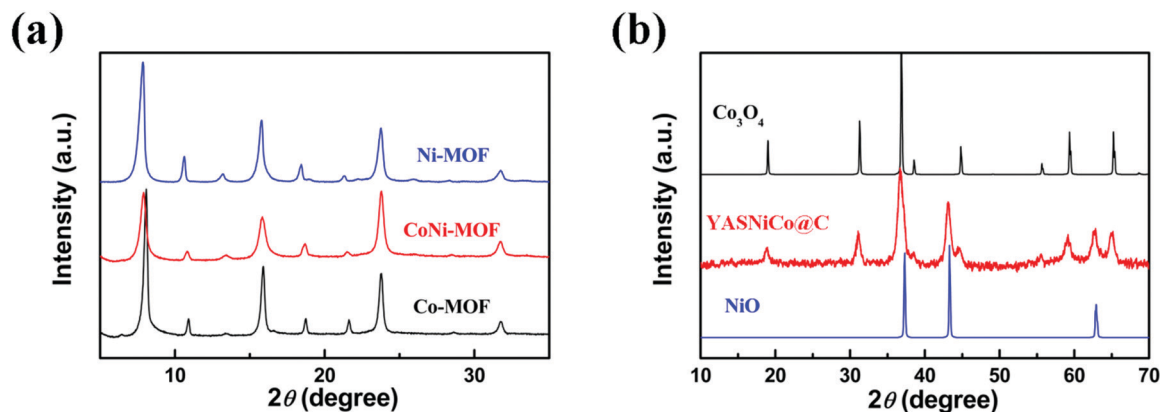 (a)
Intensity (a.u.)
Ni-MOF
CoNi-MOF
Co-MOF
10 20 30
2θ (degree)
(b)
Intensity (a.u.)
Co₃O₄
YASNiCo@C
NiO
10 20 30 40 50 60 70
2θ (degree)